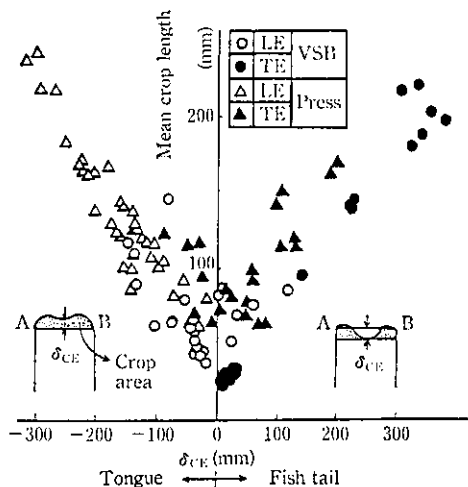 Mean crop length
(mm)
○ LE VSB
● TE
△ LE Press
▲ TE
200
100
A B
δCE
Crop
area
A B
δCE
−300 −200 −100 0 100 200 300
δCE (mm)
Tongue ←→ Fish tail